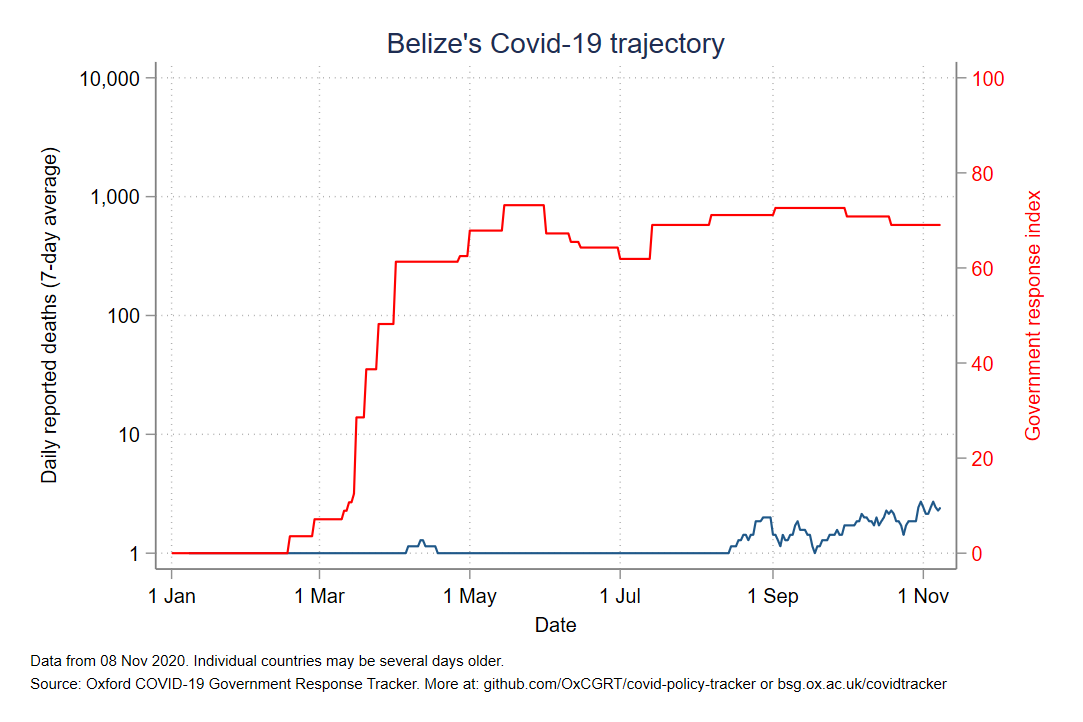 Belize's Covid-19 trajectory
10,000
1,000
100
10
1
Daily reported deaths (7-day average)
100
80
60
40
20
0
Government response index
1 Jan
1 Mar
1 May
1 Jul
1 Sep
1 Nov
Date
Data from 08 Nov 2020. Individual countries may be several days older.
Source: Oxford COVID-19 Government Response Tracker. More at: github.com/OxCGRT/covid-policy-tracker or bsg.ox.ac.uk/covidtracker